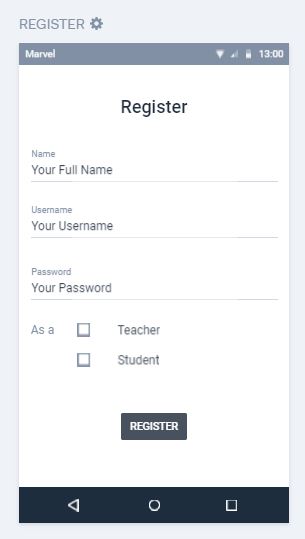 REGISTER
Marvel 13:00
Register
Name
Your Full Name
Username
Your Username
Password
Your Password
As a Teacher
Student
REGISTER